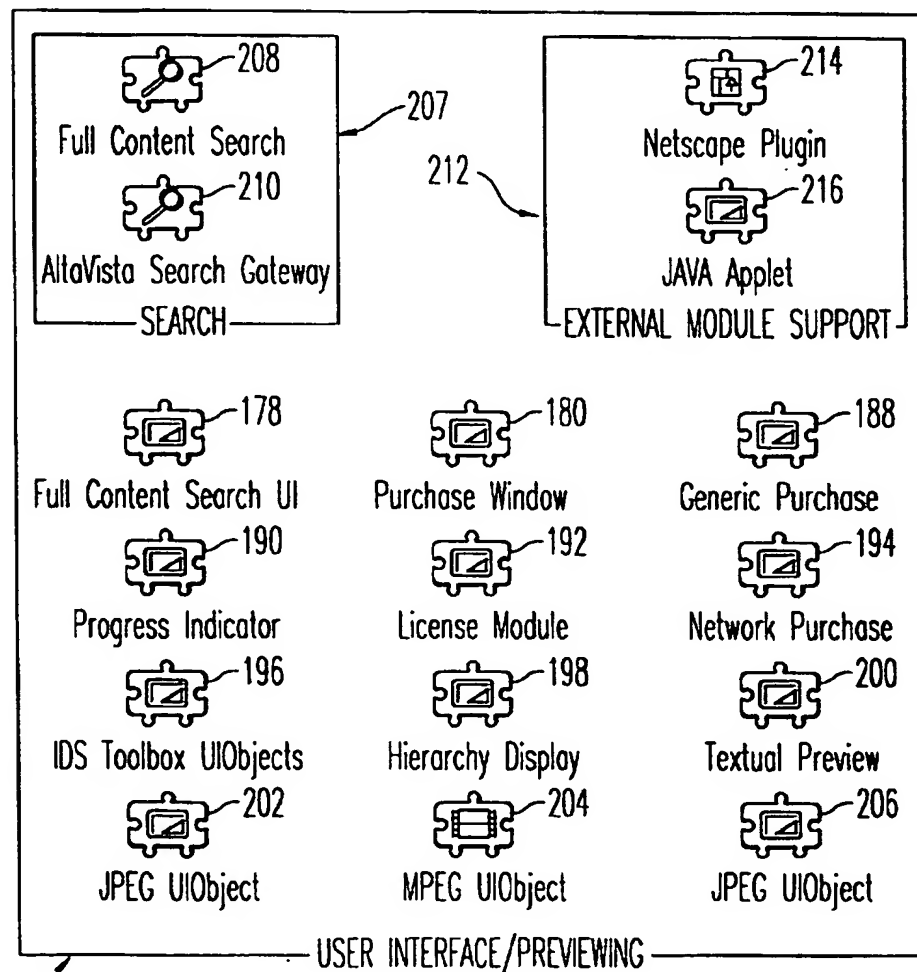 208
Full Content Search
207
210
AltaVista Search Gateway
SEARCH
214
Netscape Plugin
212
216
JAVA Applet
EXTERNAL MODULE SUPPORT
178
Full Content Search UI
180
Purchase Window
188
Generic Purchase
190
Progress Indicator
192
License Module
194
Network Purchase
196
IDS Toolbox UIObjects
198
Hierarchy Display
200
Textual Preview
202
JPEG UIObject
204
MPEG UIObject
206
JPEG UIObject
USER INTERFACE/PREVIEWING